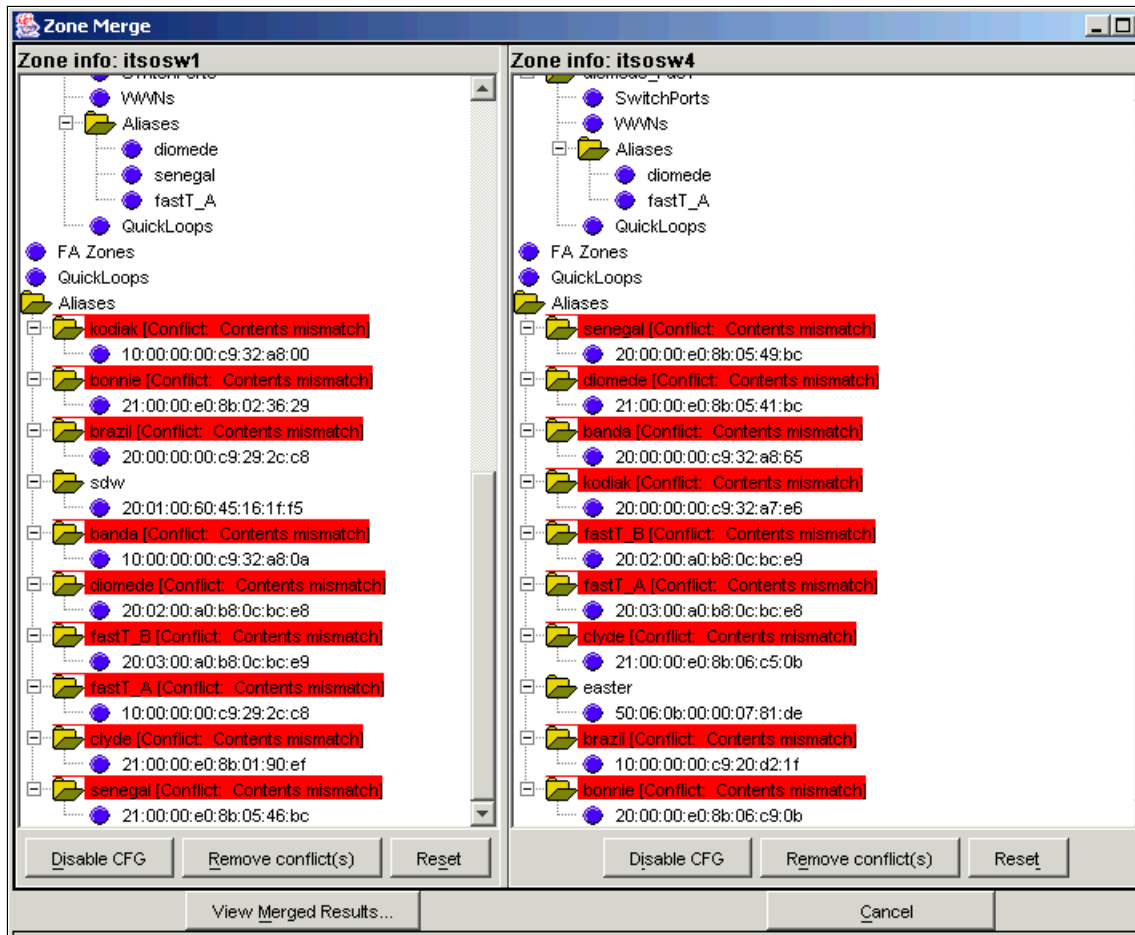 Zone Merge
Zone info: itsosw1
SwitchPorts
WWNs
Aliases
diomede
senegal
fastT_A
QuickLoops
FA Zones
QuickLoops
Aliases
kodiak [Conflict: Contents mismatch]
10:00:00:00:c9:32:a8:00
bonnie [Conflict: Contents mismatch]
21:00:00:e0:8b:02:36:29
brazil [Conflict: Contents mismatch]
20:00:00:00:c9:29:2c:c8
sdw
20:01:00:60:45:16:1f:f5
banda [Conflict: Contents mismatch]
10:00:00:00:c9:32:a8:0a
diomede [Conflict: Contents mismatch]
20:02:00:a0:b8:0c:bc:e8
fastT_B [Conflict: Contents mismatch]
20:03:00:a0:b8:0c:bc:e9
fastT_A [Conflict: Contents mismatch]
10:00:00:00:c9:29:2c:c8
clyde [Conflict: Contents mismatch]
21:00:00:e0:8b:01:90:ef
senegal [Conflict: Contents mismatch]
21:00:00:e0:8b:05:46:bc
Disable CFG Remove conflict(s) Reset
Zone info: itsosw4
diomede_FasT
SwitchPorts
WWNs
Aliases
diomede
fastT_A
QuickLoops
FA Zones
QuickLoops
Aliases
senegal [Conflict: Contents mismatch]
20:00:00:e0:8b:05:49:bc
diomede [Conflict: Contents mismatch]
21:00:00:e0:8b:05:41:bc
banda [Conflict: Contents mismatch]
20:00:00:00:c9:32:a8:65
kodiak [Conflict: Contents mismatch]
20:00:00:00:c9:32:a7:e6
fastT_B [Conflict: Contents mismatch]
20:02:00:a0:b8:0c:bc:e9
fastT_A [Conflict: Contents mismatch]
20:03:00:a0:b8:0c:bc:e8
clyde [Conflict: Contents mismatch]
21:00:00:e0:8b:06:c5:0b
easter
50:06:0b:00:00:07:81:de
brazil [Conflict: Contents mismatch]
10:00:00:00:c9:20:d2:1f
bonnie [Conflict: Contents mismatch]
20:00:00:e0:8b:06:c9:0b
Disable CFG Remove conflict(s) Reset
View Merged Results... Cancel